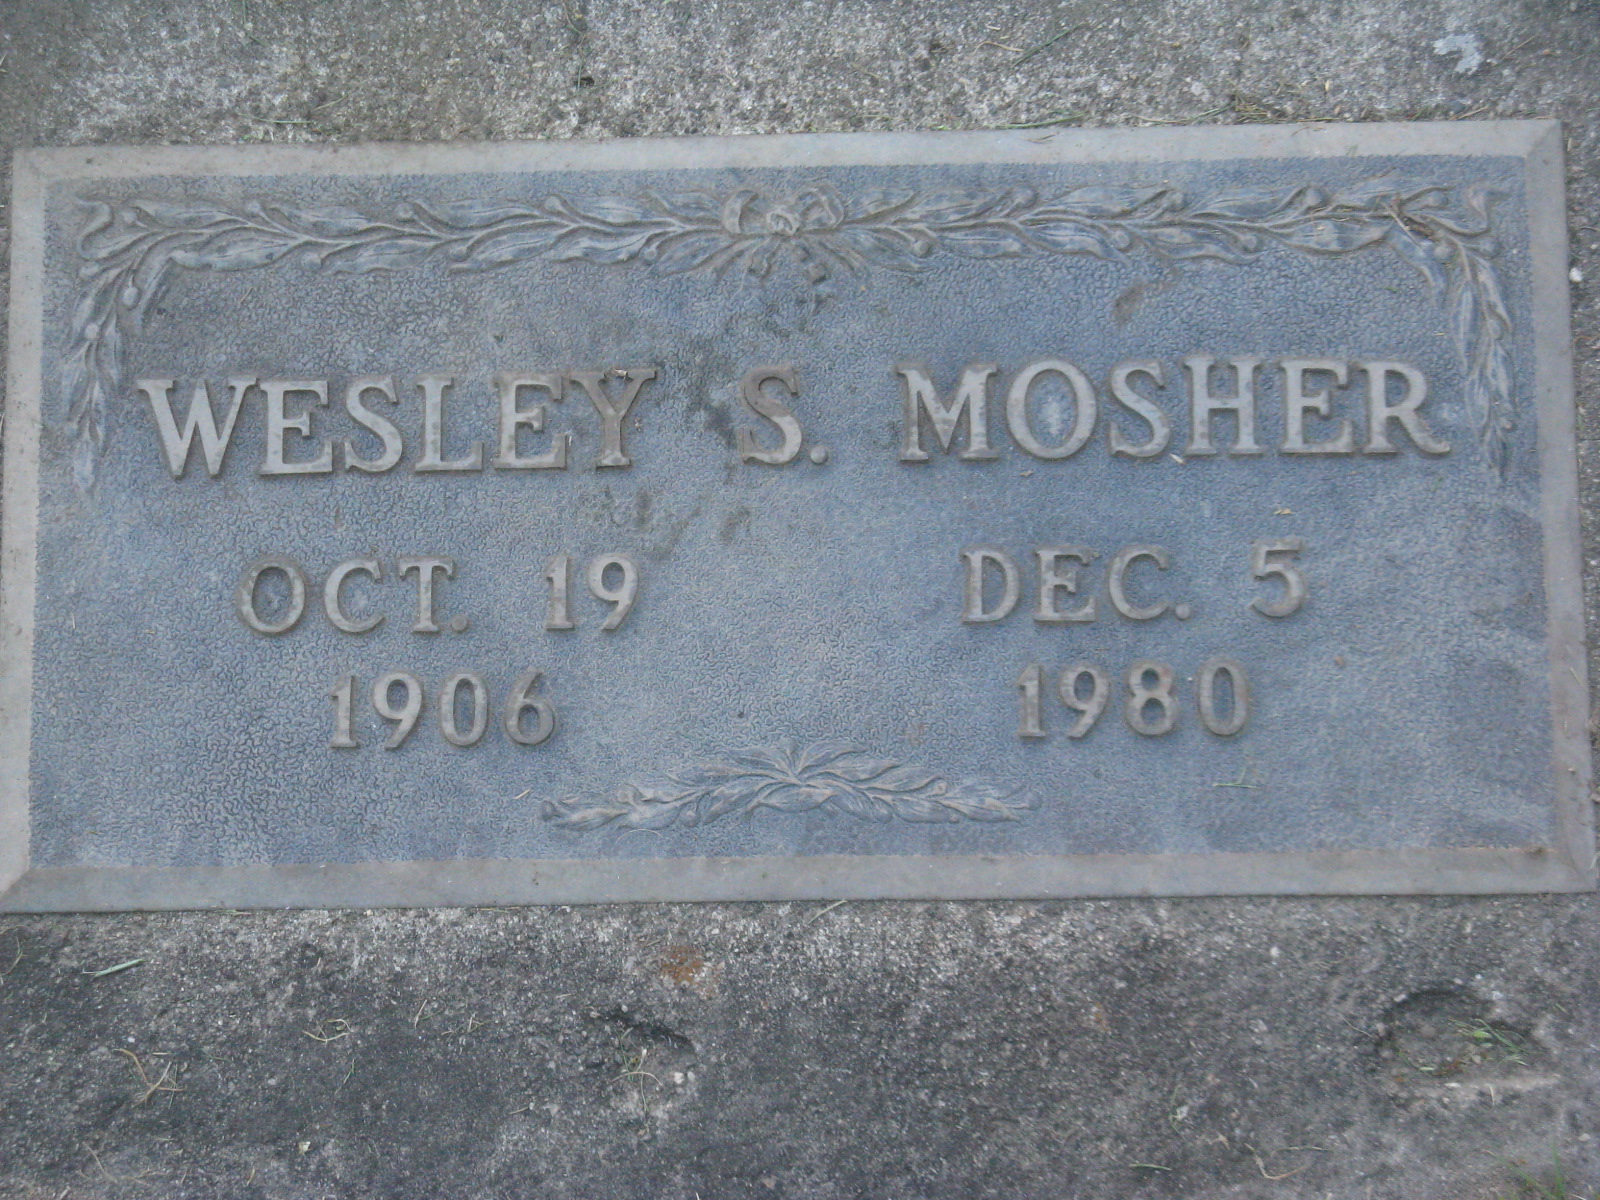 WESLEY S. MOSHER
OCT. 19 DEC. 5
1906 1980